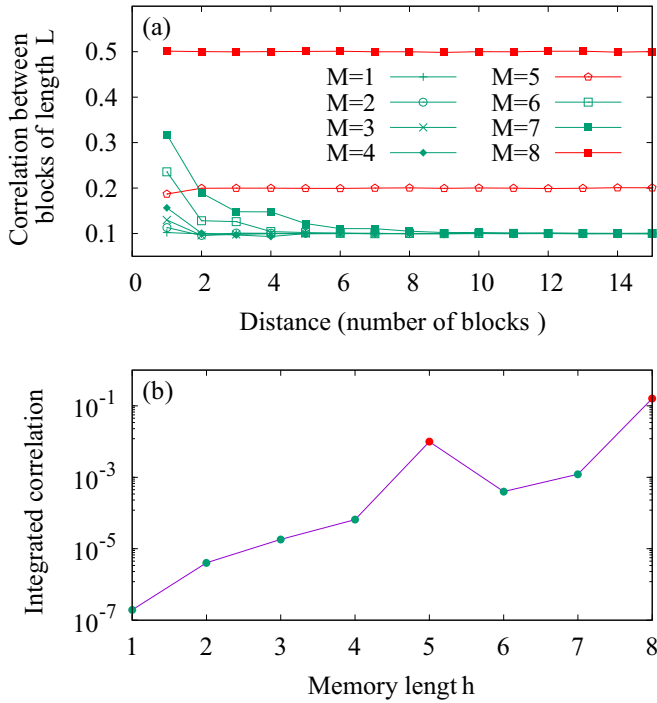 (a)
Correlation between
blocks of length L
0.5
0.4
0.3
0.2
0.1
M=1
M=2
M=3
M=4
M=5
M=6
M=7
M=8
0 2 4 6 8 10 12 14
Distance (number of blocks )
(b)
Integrated correlation
10-1
10-3
10-5
10-7
1 2 3 4 5 6 7 8
Memory lengt h